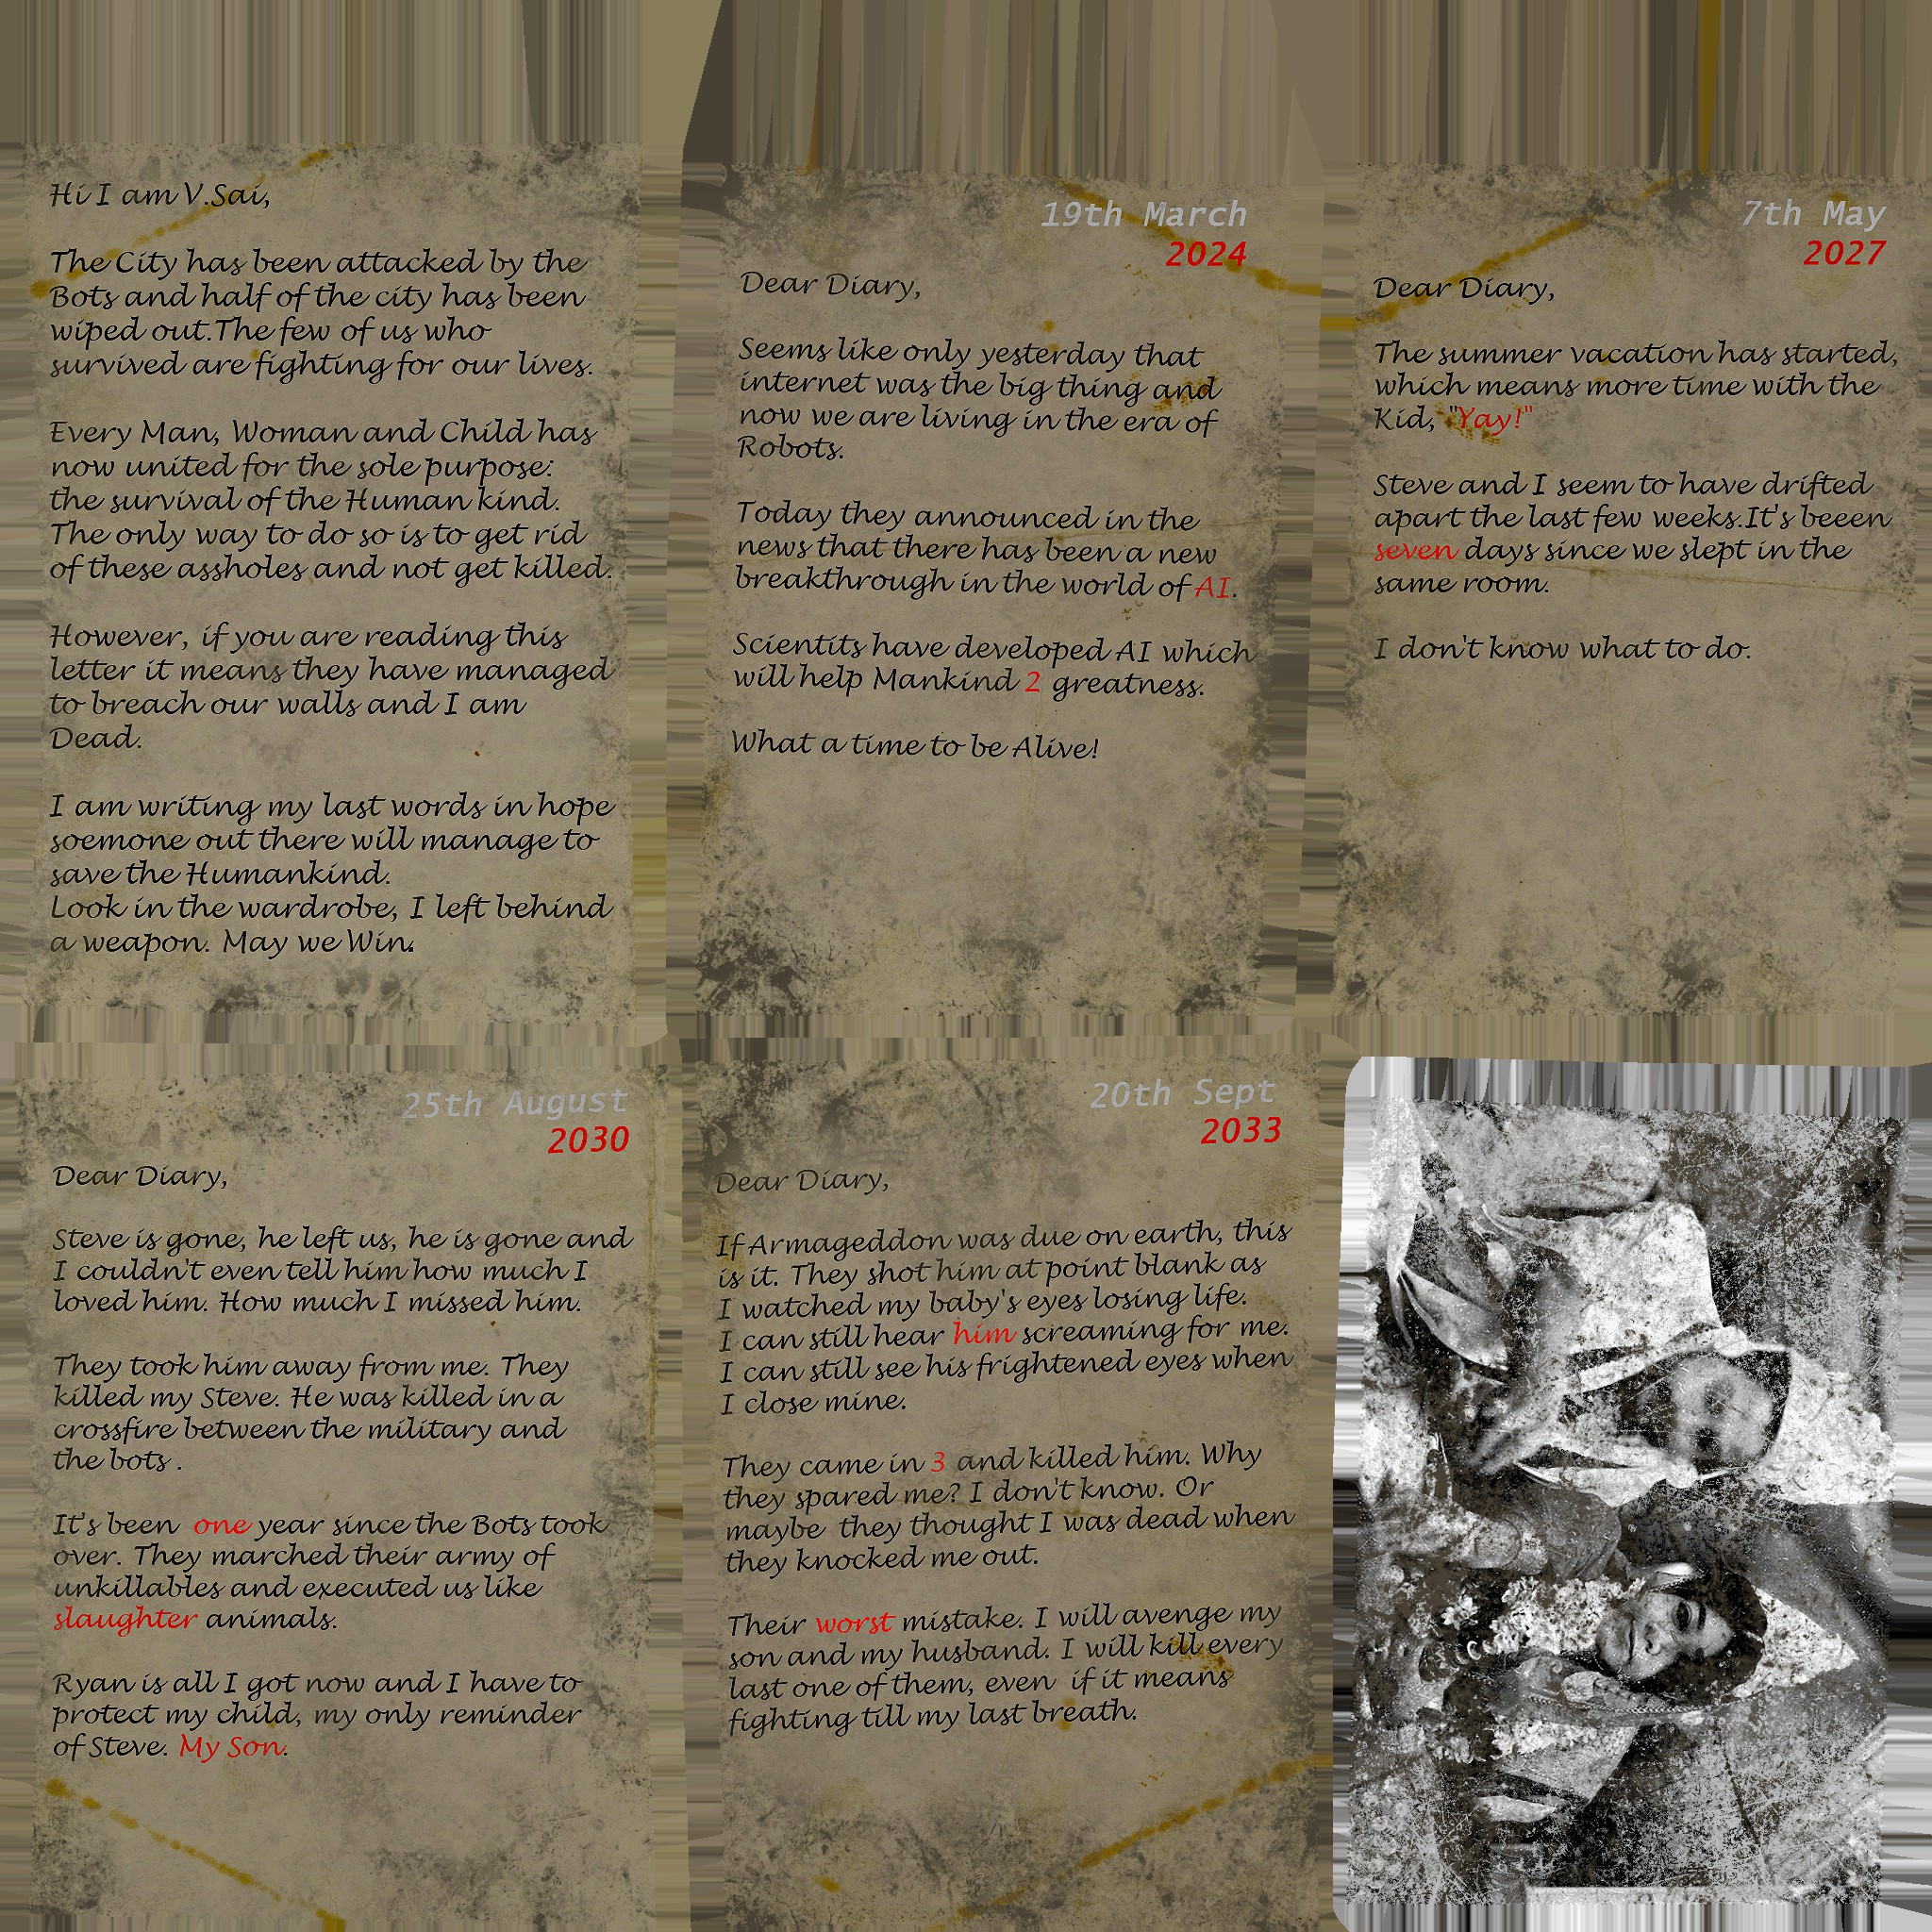 Hi I am V.Sai,
The City has been attacked by the
Bots and half of the city has been
wiped out.The few of us who
survived are fighting for our lives.
Every Man, Woman and Child has
now united for the sole purpose:
the survival of the Human kind.
The only way to do so is to get rid
of these assholes and not get killed.
However, if you are reading this
letter it means they have managed
to breach our walls and I am
Dead.
I am writing my last words in hope
soemone out there will manage to
save the Humankind.
Look in the wardrobe, I left behind
a weapon. May we Win.
19th March
2024
Dear Diary,
Seems like only yesterday that
internet was the big thing and
now we are living in the era of
Robots.
Today they announced in the
news that there has been a new
breakthrough in the world of AI.
Scientits have developed AI which
will help Mankind 2 greatness.
What a time to be Alive!
7th May
2027
Dear Diary,
The summer vacation has started,
which means more time with the
Kid, "Yay!"
Steve and I seem to have drifted
apart the last few weeks.It's beeen
seven days since we slept in the
same room.
I don't know what to do.
25th August
2030
Dear Diary,
Steve is gone, he left us, he is gone and
I couldn't even tell him how much I
loved him. How much I missed him.
They took him away from me. They
killed my Steve. He was killed in a
crossfire between the military and
the bots .
It's been one year since the Bots took
over. They marched their army of
unkillables and executed us like
slaughter animals.
Ryan is all I got now and I have to
protect my child, my only reminder
of Steve. My Son.
20th Sept
2033
Dear Diary,
If Armageddon was due on earth, this
is it. They shot him at point blank as
I watched my baby's eyes losing life.
I can still hear him screaming for me.
I can still see his frightened eyes when
I close mine.
They came in 3 and killed him. Why
they spared me? I don't know. Or
maybe they thought I was dead when
they knocked me out.
Their worst mistake. I will avenge my
son and my husband. I will kill every
last one of them, even if it means
fighting till my last breath.